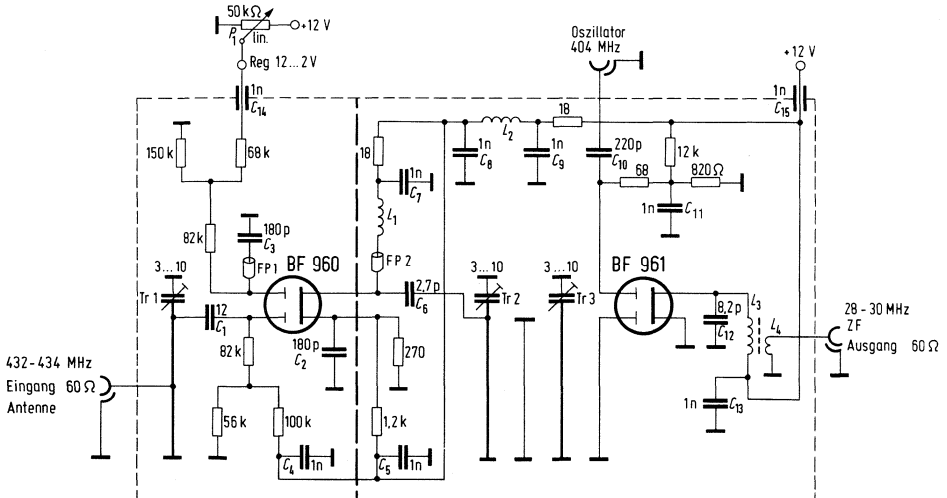 50 kΩ
+12 V
P1 lin.
Reg 12...2 V
1n
C14
150 k
68 k
82 k
180 p
C3
FP 1
BF 960
3...10
Tr 1
12
C1
82 k
180 p
C2
270
432-434 MHz
Eingang 60 Ω
Antenne
56 k
100 k
C4
1n
1,2 k
C5
1n
18
1n
C7
L1
FP 2
2,7 p
C6
1n
C8
L2
1n
C9
18
Oszillator
404 MHz
220 p
C10
68
12 k
820 Ω
1n
C11
+12 V
1n
C15
3...10
Tr 2
3...10
Tr 3
BF 961
8,2 p
C12
L3
L4
1n
C13
28-30 MHz
ZF
Ausgang 60 Ω